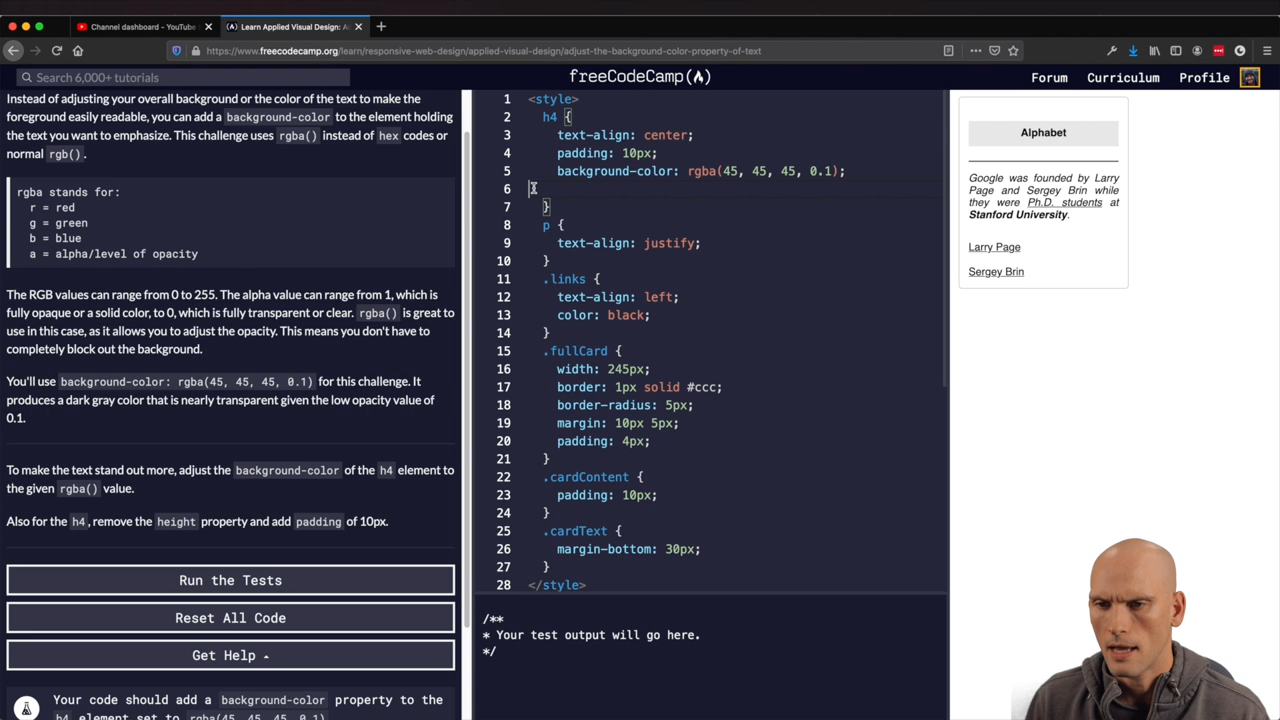 Channel dashboard - YouTube
Learn Applied Visual Design: A
https://www.freecodecamp.org/learn/responsive-web-design/applied-visual-design/adjust-the-background-color-property-of-text
Search 6,000+ tutorials
freeCodeCamp
Forum
Curriculum
Profile
Instead of adjusting your overall background or the color of the text to make the
foreground easily readable, you can add a background-color to the element holding
the text you want to emphasize. This challenge uses rgba() instead of hex codes or
normal rgb().
rgba stands for:
r = red
g = green
b = blue
a = alpha/level of opacity
The RGB values can range from 0 to 255. The alpha value can range from 1, which is
fully opaque or a solid color, to 0, which is fully transparent or clear. rgba() is great to
use in this case, as it allows you to adjust the opacity. This means you don't have to
completely block out the background.
You'll use background-color: rgba(45, 45, 45, 0.1) for this challenge. It
produces a dark gray color that is nearly transparent given the low opacity value of
0.1.
To make the text stand out more, adjust the background-color of the h4 element to
the given rgba() value.
Also for the h4, remove the height property and add padding of 10px.
Run the Tests
Reset All Code
Get Help
Your code should add a background-color property to the
h4 element set to rgba(45, 45, 45, 0.1)
1 <style>
2 h4 {
3 text-align: center;
4 padding: 10px;
5 background-color: rgba(45, 45, 45, 0.1);
6
7 }
8 p {
9 text-align: justify;
10 }
11 .links {
12 text-align: left;
13 color: black;
14 }
15 .fullCard {
16 width: 245px;
17 border: 1px solid #ccc;
18 border-radius: 5px;
19 margin: 10px 5px;
20 padding: 4px;
21 }
22 .cardContent {
23 padding: 10px;
24 }
25 .cardText {
26 margin-bottom: 30px;
27 }
28 </style>
/**
* Your test output will go here.
*/
Alphabet
Google was founded by Larry
Page and Sergey Brin while
they were Ph.D. students at
Stanford University.
Larry Page
Sergey Brin